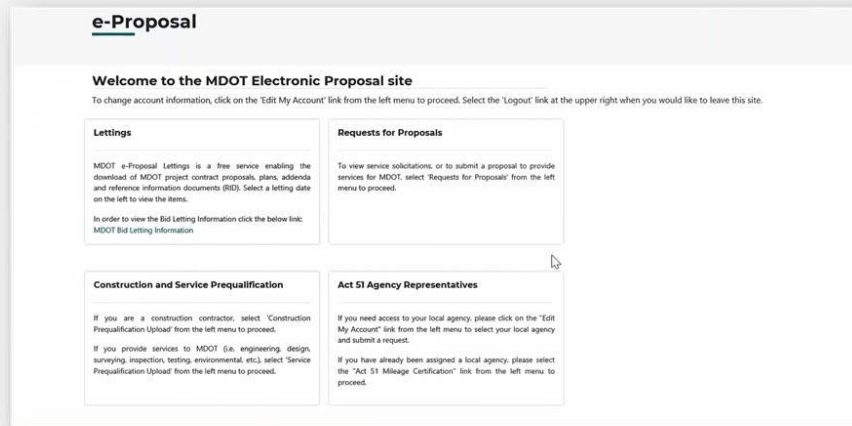 e-Proposal
Welcome to the MDOT Electronic Proposal site
To change account information, click on the 'Edit My Account' link from the left menu to proceed. Select the 'Logout' link at the upper right when you would like to leave this site.
Lettings
MDOT e-Proposal Lettings is a free service enabling the
download of MDOT project contract proposals, plans, addenda
and reference information documents (RID). Select a letting date
on the left to view the items.
In order to view the Bid Letting Information click the below link:
MDOT Bid Letting Information
Requests for Proposals
To view service solicitations, or to submit a proposal to provide
services for MDOT, select 'Requests for Proposals' from the left
menu to proceed.
Construction and Service Prequalification
If you are a construction contractor, select 'Construction
Prequalification Upload' from the left menu to proceed.
If you provide services to MDOT (i.e. engineering, design,
surveying, inspection, testing, environmental, etc.), select 'Service
Prequalification Upload' from the left menu to proceed.
Act 51 Agency Representatives
If you need access to your local agency, please click on the "Edit
My Account" link from the left menu to select your local agency
and submit a request.
If you have already been assigned a local agency, please select
the "Act 51 Mileage Certification" link from the left menu to
proceed.